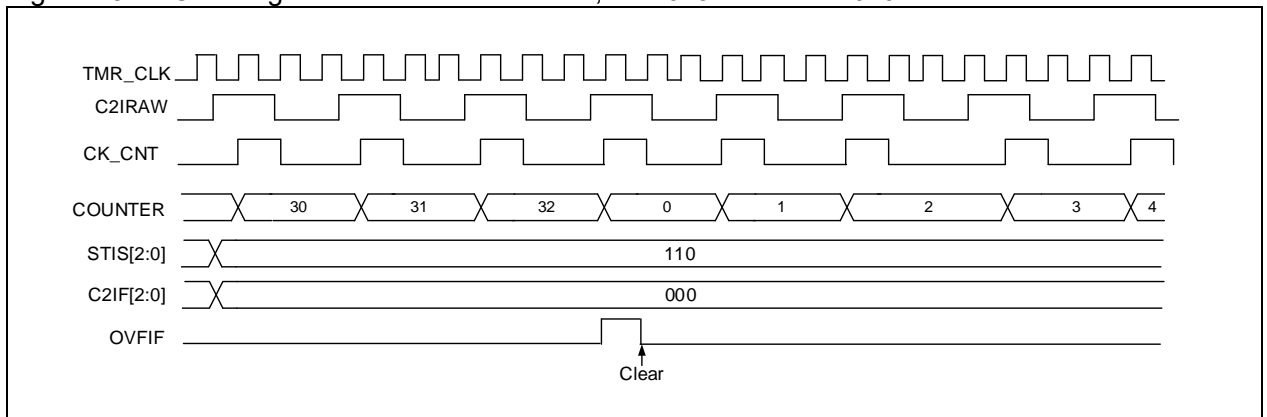 TMR_CLK
C2IRAW
CK_CNT
COUNTER 30 31 32 0 1 2 3 4
STIS[2:0] 110
C2IF[2:0] 000
OVFIF
Clear